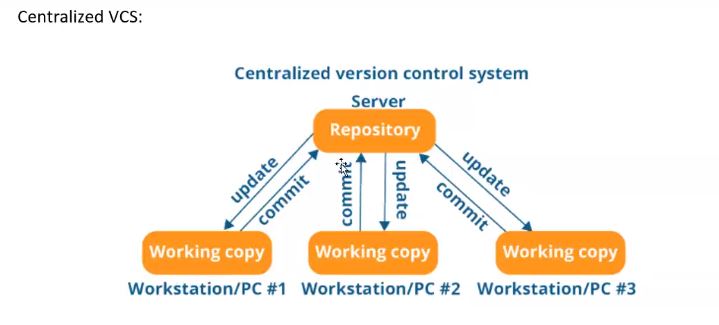 Centralized VCS:
Centralized version control system
Server
Repository
update
commit
commit
update
update
commit
Working copy
Working copy
Working copy
Workstation/PC #1
Workstation/PC #2
Workstation/PC #3